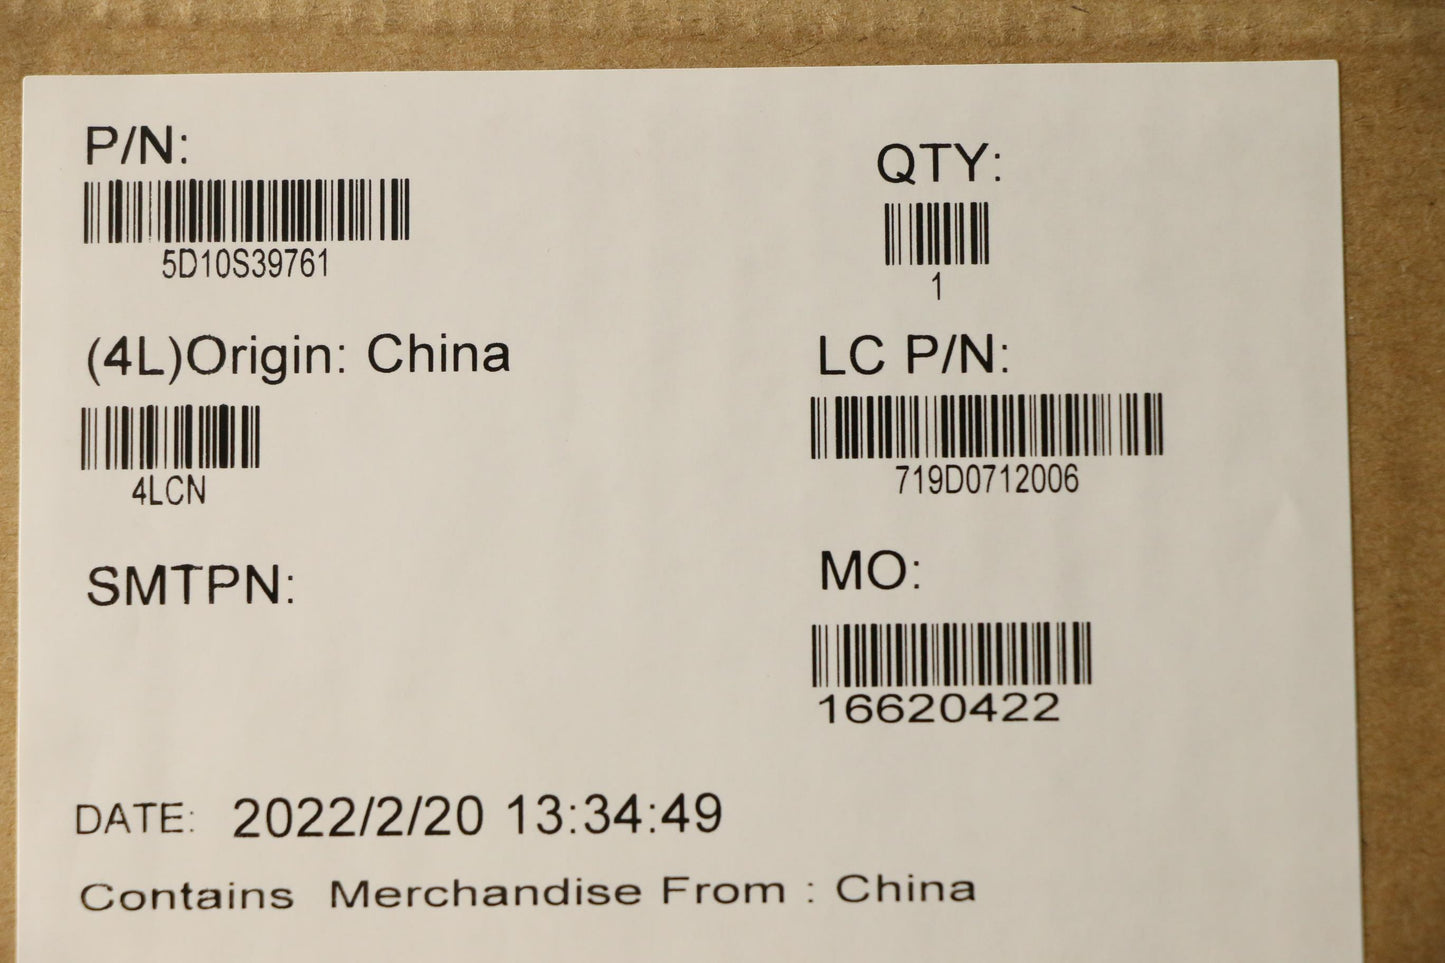 P/N:
5D10S39761
QTY:
1
(4L)Origin: China
4LCN
LC P/N:
719D0712006
SMTPN:
MO:
16620422
DATE: 2022/2/20 13:34:49
Contains Merchandise From : China